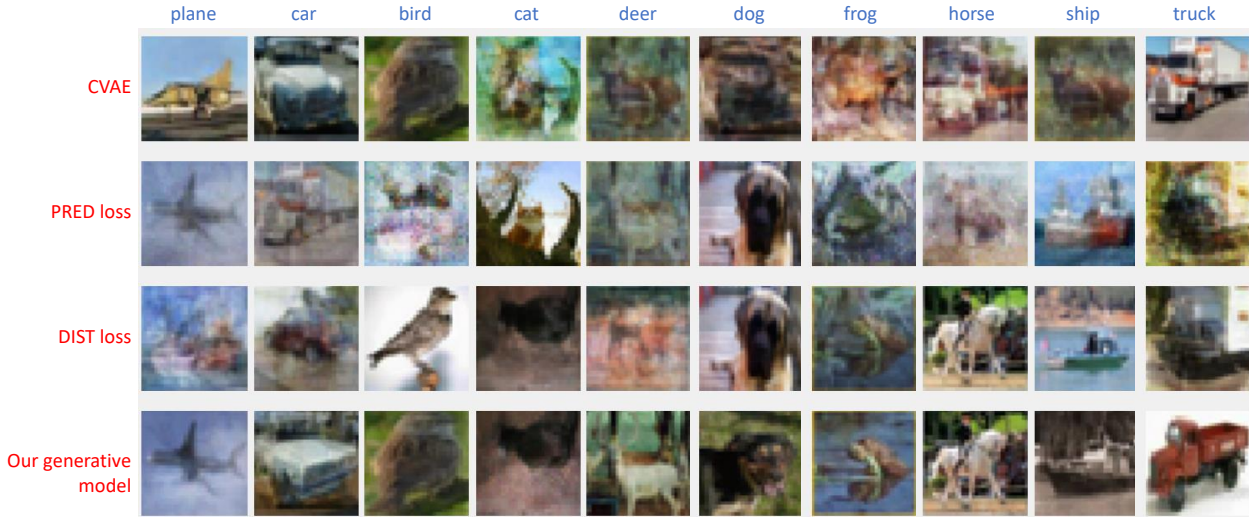 plane car bird cat deer dog frog horse ship truck
CVAE
PRED loss
DIST loss
Our generative
model